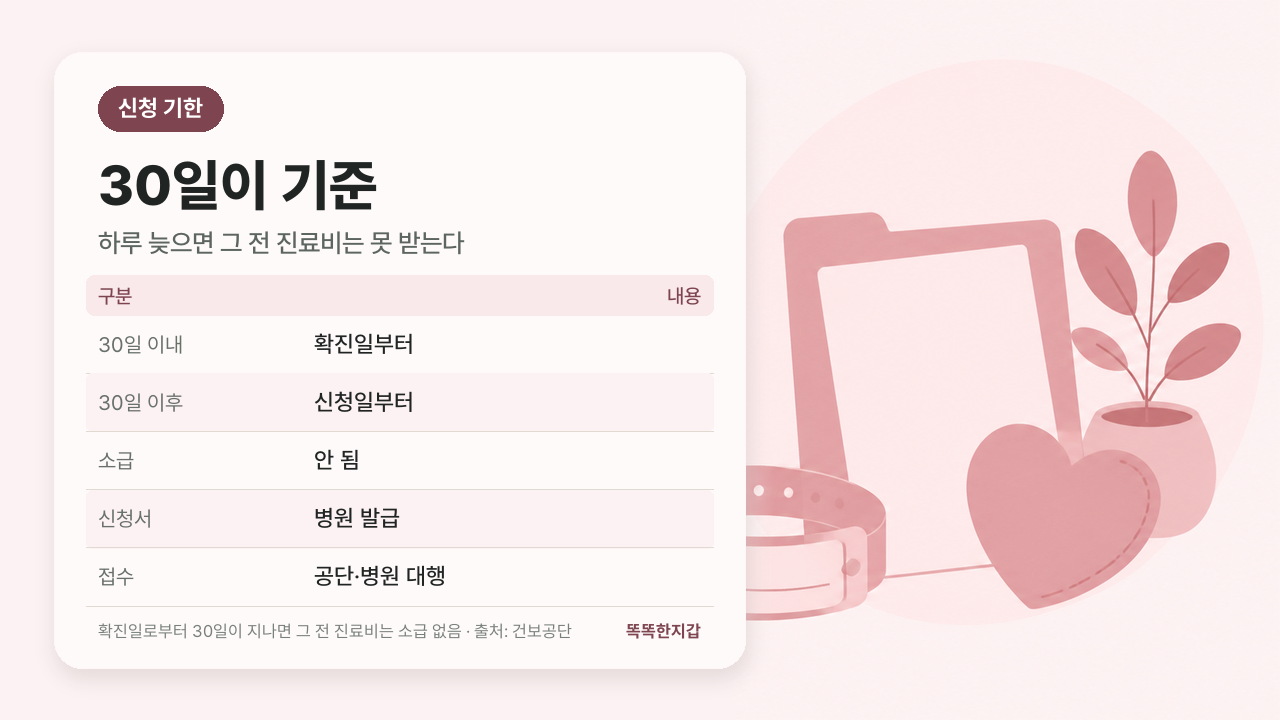 신청 기한
30일이 기준
하루 늦으면 그 전 진료비는 못 받는다
구분 내용
30일 이내 확진일부터
30일 이후 신청일부터
소급 안 됨
신청서 병원 발급
접수 공단·병원 대행
확진일로부터 30일이 지나면 그 전 진료비는 소급 없음 · 출처: 건보공단 똑똑한지갑